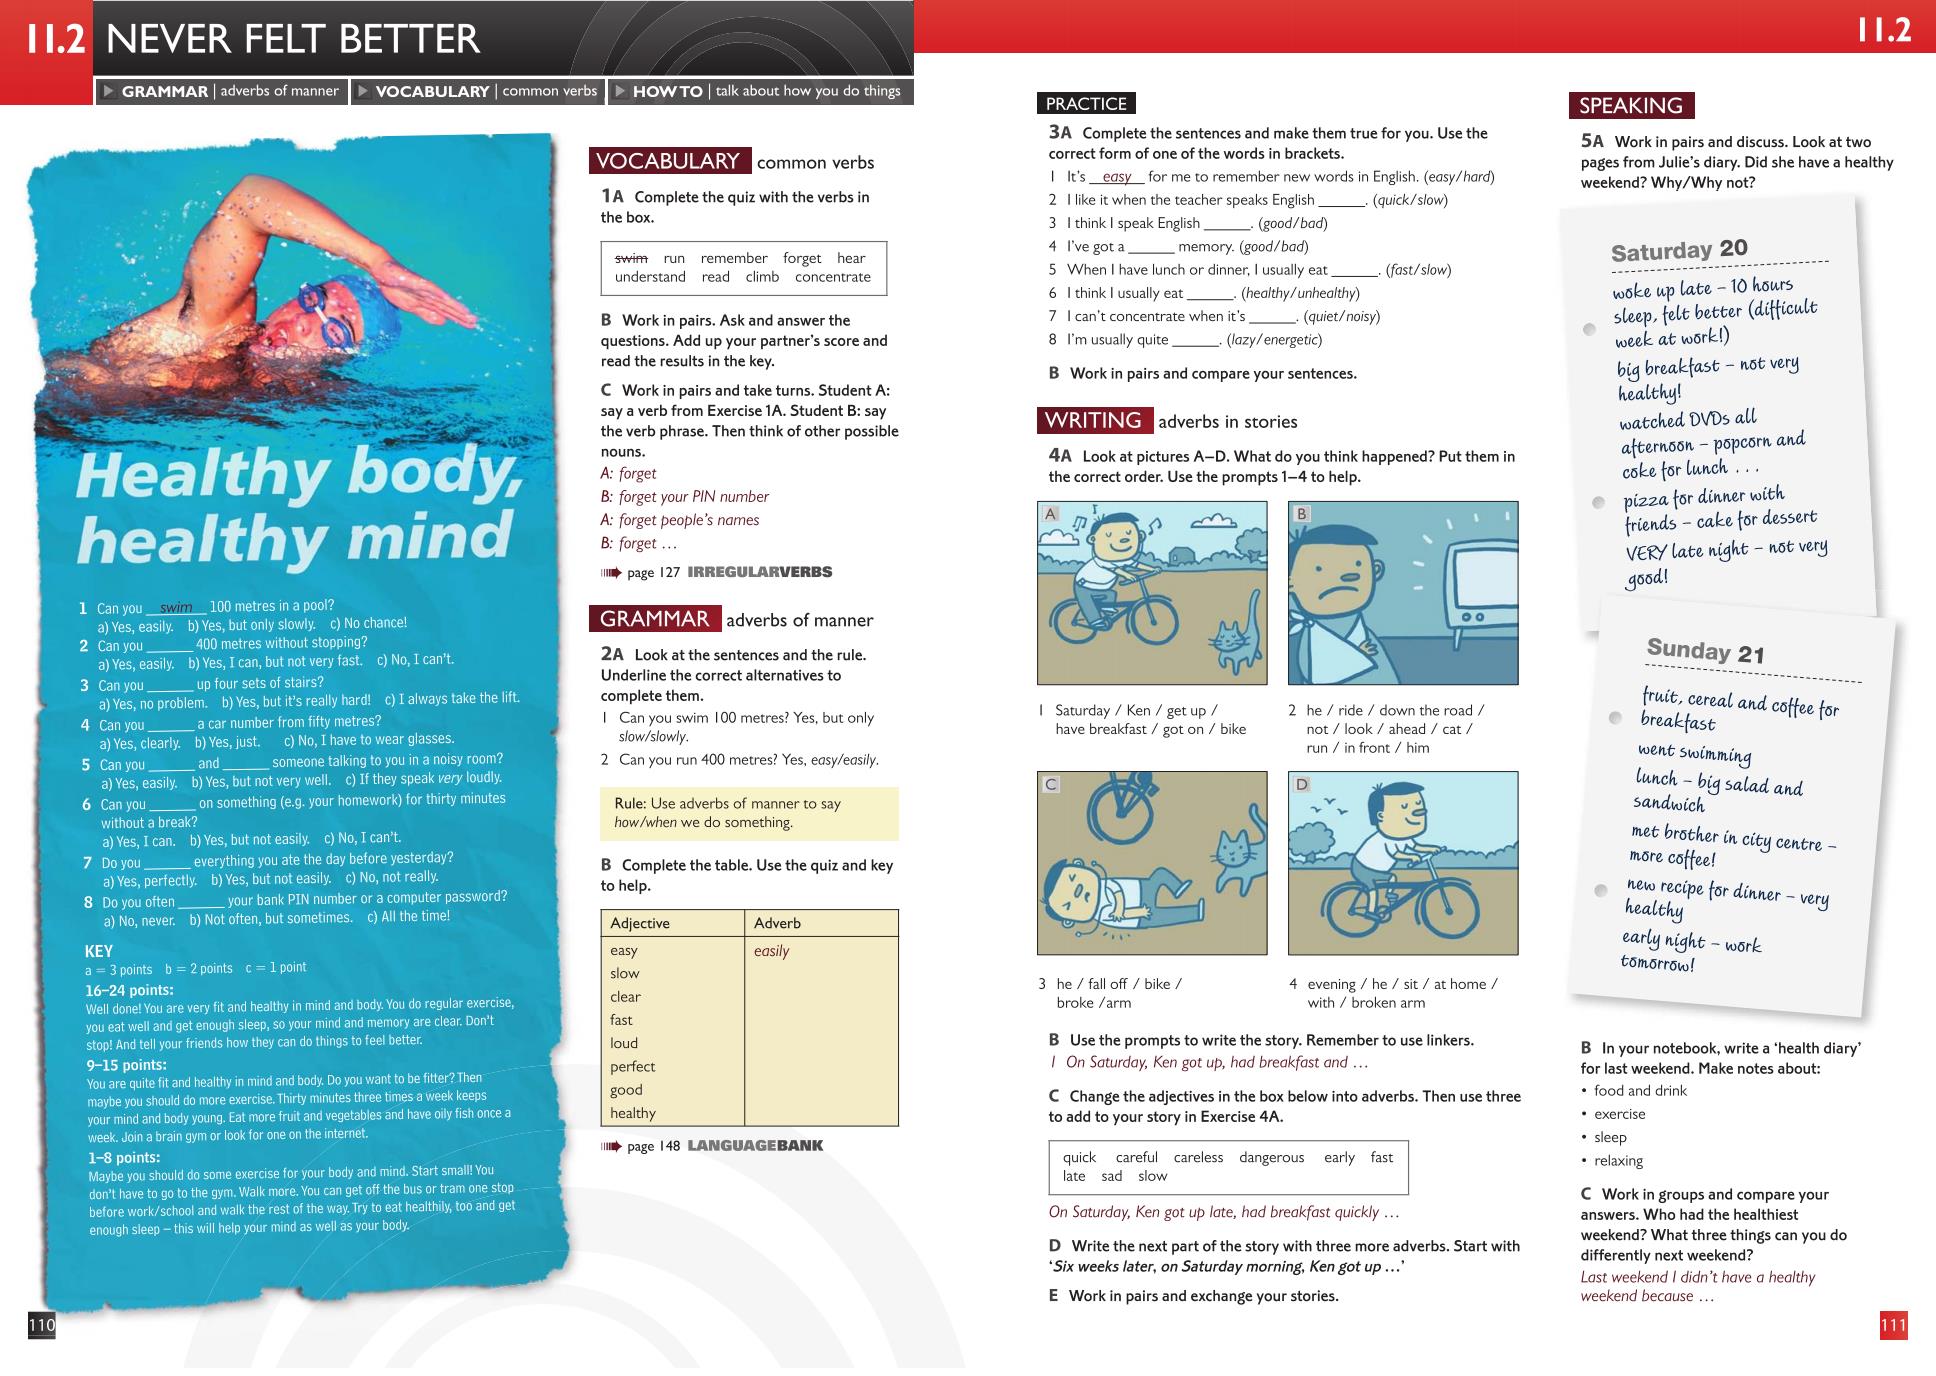 11.2 NEVER FELT BETTER
GRAMMAR | adverbs of manner
VOCABULARY | common verbs
HOW TO | talk about how you do things
Healthy body,
healthy mind
1 Can you swim 100 metres in a pool?
a) Yes, easily. b) Yes, but only slowly. c) No chance!
2 Can you ______ 400 metres without stopping?
a) Yes, easily. b) Yes, I can, but not very fast. c) No, I can't.
3 Can you ______ up four sets of stairs?
a) Yes, no problem. b) Yes, but it's really hard! c) I always take the lift.
4 Can you ______ a car number from fifty metres?
a) Yes, clearly. b) Yes, just. c) No, I have to wear glasses.
5 Can you ______ and ______ someone talking to you in a noisy room?
a) Yes, easily. b) Yes, but not very well. c) If they speak very loudly.
6 Can you ______ on something (e.g. your homework) for thirty minutes
without a break?
a) Yes, I can. b) Yes, but not easily. c) No, I can't.
7 Do you ______ everything you ate the day before yesterday?
a) Yes, perfectly. b) Yes, but not easily. c) No, not really.
8 Do you often ______ your bank PIN number or a computer password?
a) No, never. b) Not often, but sometimes. c) All the time!
KEY
a = 3 points b = 2 points c = 1 point
16–24 points:
Well done! You are very fit and healthy in mind and body. You do regular exercise,
you eat well and get enough sleep, so your mind and memory are clear. Don't
stop! And tell your friends how they can do things to feel better.
9–15 points:
You are quite fit and healthy in mind and body. Do you want to be fitter? Then
maybe you should do more exercise. Thirty minutes three times a week keeps
your mind and body young. Eat more fruit and vegetables and have oily fish once a
week. Join a brain gym or look for one on the internet.
1–8 points:
Maybe you should do some exercise for your body and mind. Start small! You
don't have to go to the gym. Walk more. You can get off the bus or tram one stop
before work/school and walk the rest of the way. Try to eat healthily, too and get
enough sleep – this will help your mind as well as your body.
110
VOCABULARY common verbs
1A Complete the quiz with the verbs in
the box.
swim run remember forget hear
understand read climb concentrate
B Work in pairs. Ask and answer the
questions. Add up your partner's score and
read the results in the key.
C Work in pairs and take turns. Student A:
say a verb from Exercise 1A. Student B: say
the verb phrase. Then think of other possible
nouns.
A: forget
B: forget your PIN number
A: forget people's names
B: forget …
page 127 IRREGULARVERBS
GRAMMAR adverbs of manner
2A Look at the sentences and the rule.
Underline the correct alternatives to
complete them.
1 Can you swim 100 metres? Yes, but only
slow/slowly.
2 Can you run 400 metres? Yes, easy/easily.
Rule: Use adverbs of manner to say
how/when we do something.
B Complete the table. Use the quiz and key
to help.
Adjective Adverb
easy easily
slow
clear
fast
loud
perfect
good
healthy
page 148 LANGUAGEBANK
11.2
PRACTICE
3A Complete the sentences and make them true for you. Use the
correct form of one of the words in brackets.
1 It's easy for me to remember new words in English. (easy/hard)
2 I like it when the teacher speaks English ______. (quick/slow)
3 I think I speak English ______. (good/bad)
4 I've got a ______ memory. (good/bad)
5 When I have lunch or dinner, I usually eat ______. (fast/slow)
6 I think I usually eat ______. (healthy/unhealthy)
7 I can't concentrate when it's ______. (quiet/noisy)
8 I'm usually quite ______. (lazy/energetic)
B Work in pairs and compare your sentences.
WRITING adverbs in stories
4A Look at pictures A–D. What do you think happened? Put them in
the correct order. Use the prompts 1–4 to help.
A
B
1 Saturday / Ken / get up /
have breakfast / got on / bike
2 he / ride / down the road /
not / look / ahead / cat /
run / in front / him
C
D
3 he / fall off / bike /
broke /arm
4 evening / he / sit / at home /
with / broken arm
B Use the prompts to write the story. Remember to use linkers.
1 On Saturday, Ken got up, had breakfast and …
C Change the adjectives in the box below into adverbs. Then use three
to add to your story in Exercise 4A.
quick careful careless dangerous early fast
late sad slow
On Saturday, Ken got up late, had breakfast quickly …
D Write the next part of the story with three more adverbs. Start with
‘Six weeks later, on Saturday morning, Ken got up …’
E Work in pairs and exchange your stories.
SPEAKING
5A Work in pairs and discuss. Look at two
pages from Julie's diary. Did she have a healthy
weekend? Why/Why not?
Saturday 20
woke up late – 10 hours
sleep, felt better (difficult
week at work!)
big breakfast – not very
healthy!
watched DVDs all
afternoon – popcorn and
coke for lunch . . .
pizza for dinner with
friends – cake for dessert
VERY late night – not very
good!
Sunday 21
fruit, cereal and coffee for
breakfast
went swimming
lunch – big salad and
sandwich
met brother in city centre –
more coffee!
new recipe for dinner – very
healthy
early night – work
tomorrow!
B In your notebook, write a ‘health diary’
for last weekend. Make notes about:
• food and drink
• exercise
• sleep
• relaxing
C Work in groups and compare your
answers. Who had the healthiest
weekend? What three things can you do
differently next weekend?
Last weekend I didn't have a healthy
weekend because …
111